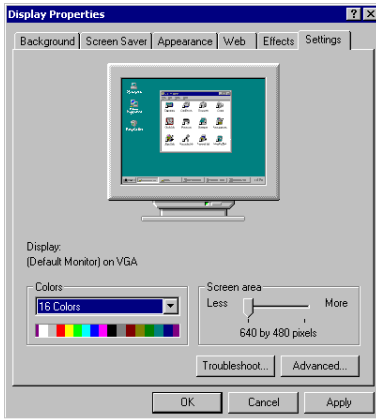 Display Properties
Background Screen Saver Appearance Web Effects Settings
Display:
(Default Monitor) on VGA
Colors
16 Colors
Screen area
Less More
640 by 480 pixels
Troubleshoot... Advanced...
OK Cancel Apply